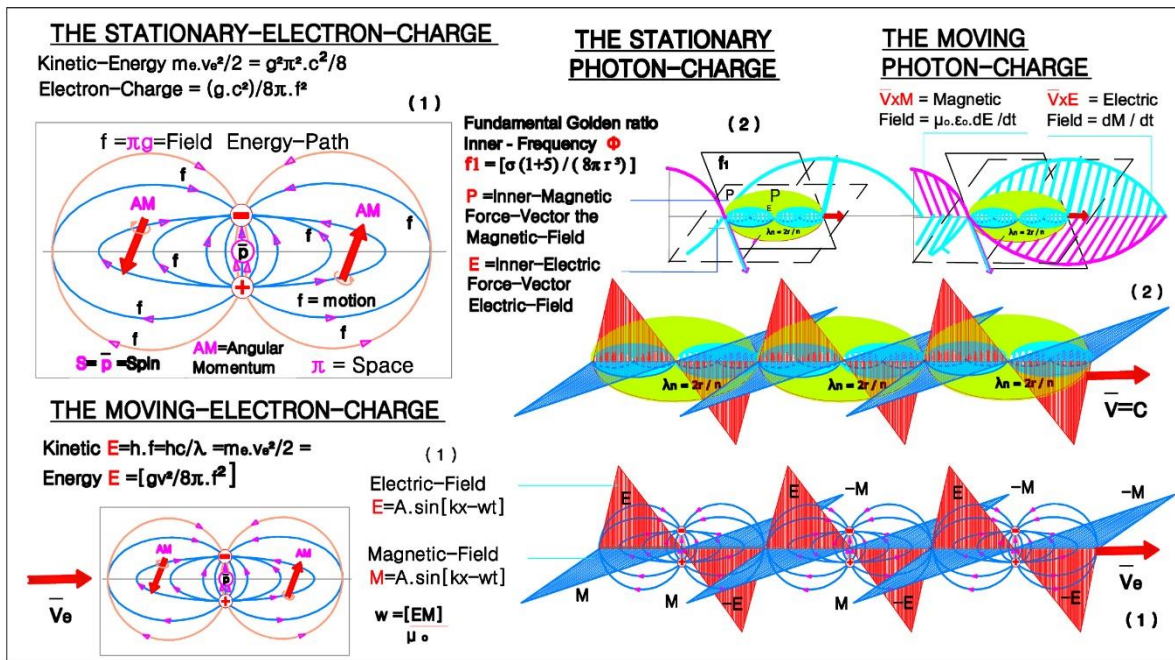 THE STATIONARY-ELECTRON-CHARGE
Kinetic-Energy me.ve²/2 = g²π².c²/8
Electron-Charge = (g.c²)/8π.f²
(1)
f =πg=Field Energy-Path
f
f
f
AM
AM
f
f
f
f
−
p̄
+
f = motion
f
f
f
f
S= p̄ =Spin
AM=Angular
Momentum
π = Space
THE MOVING-ELECTRON-CHARGE
Kinetic E=h.f=hc/λ =me.ve²/2 =
Energy E =[gv²/8π.f²]
(1)
Electric-Field
E=A.sin[kx-wt]
Magnetic-Field
M=A.sin[kx-wt]
w =[EM]
μo
AM
AM
−
p̄
+
V̄e
THE STATIONARY
PHOTON-CHARGE
Fundamental Golden ratio
Inner - Frequency Φ
f1 = [σ(1+5) / ( 8π r³ )]
P =Inner-Magnetic
Force-Vector the
Magnetic-Field
E =Inner-Electric
Force-Vector
Electric-Field
(2)
f1
P
P
E
λn = 2r / n
THE MOVING
PHOTON-CHARGE
V̄xM = Magnetic
Field = μo.εo.dE/dt
V̄xE = Electric
Field = dM / dt
λn = 2r / n
(2)
λn = 2r / n
λn = 2r / n
λn = 2r / n
V̄=C
E
-M
E
-M
E
-M
−
−
−
+
+
+
V̄e
M
M
-E
M
-E
-E
(1)